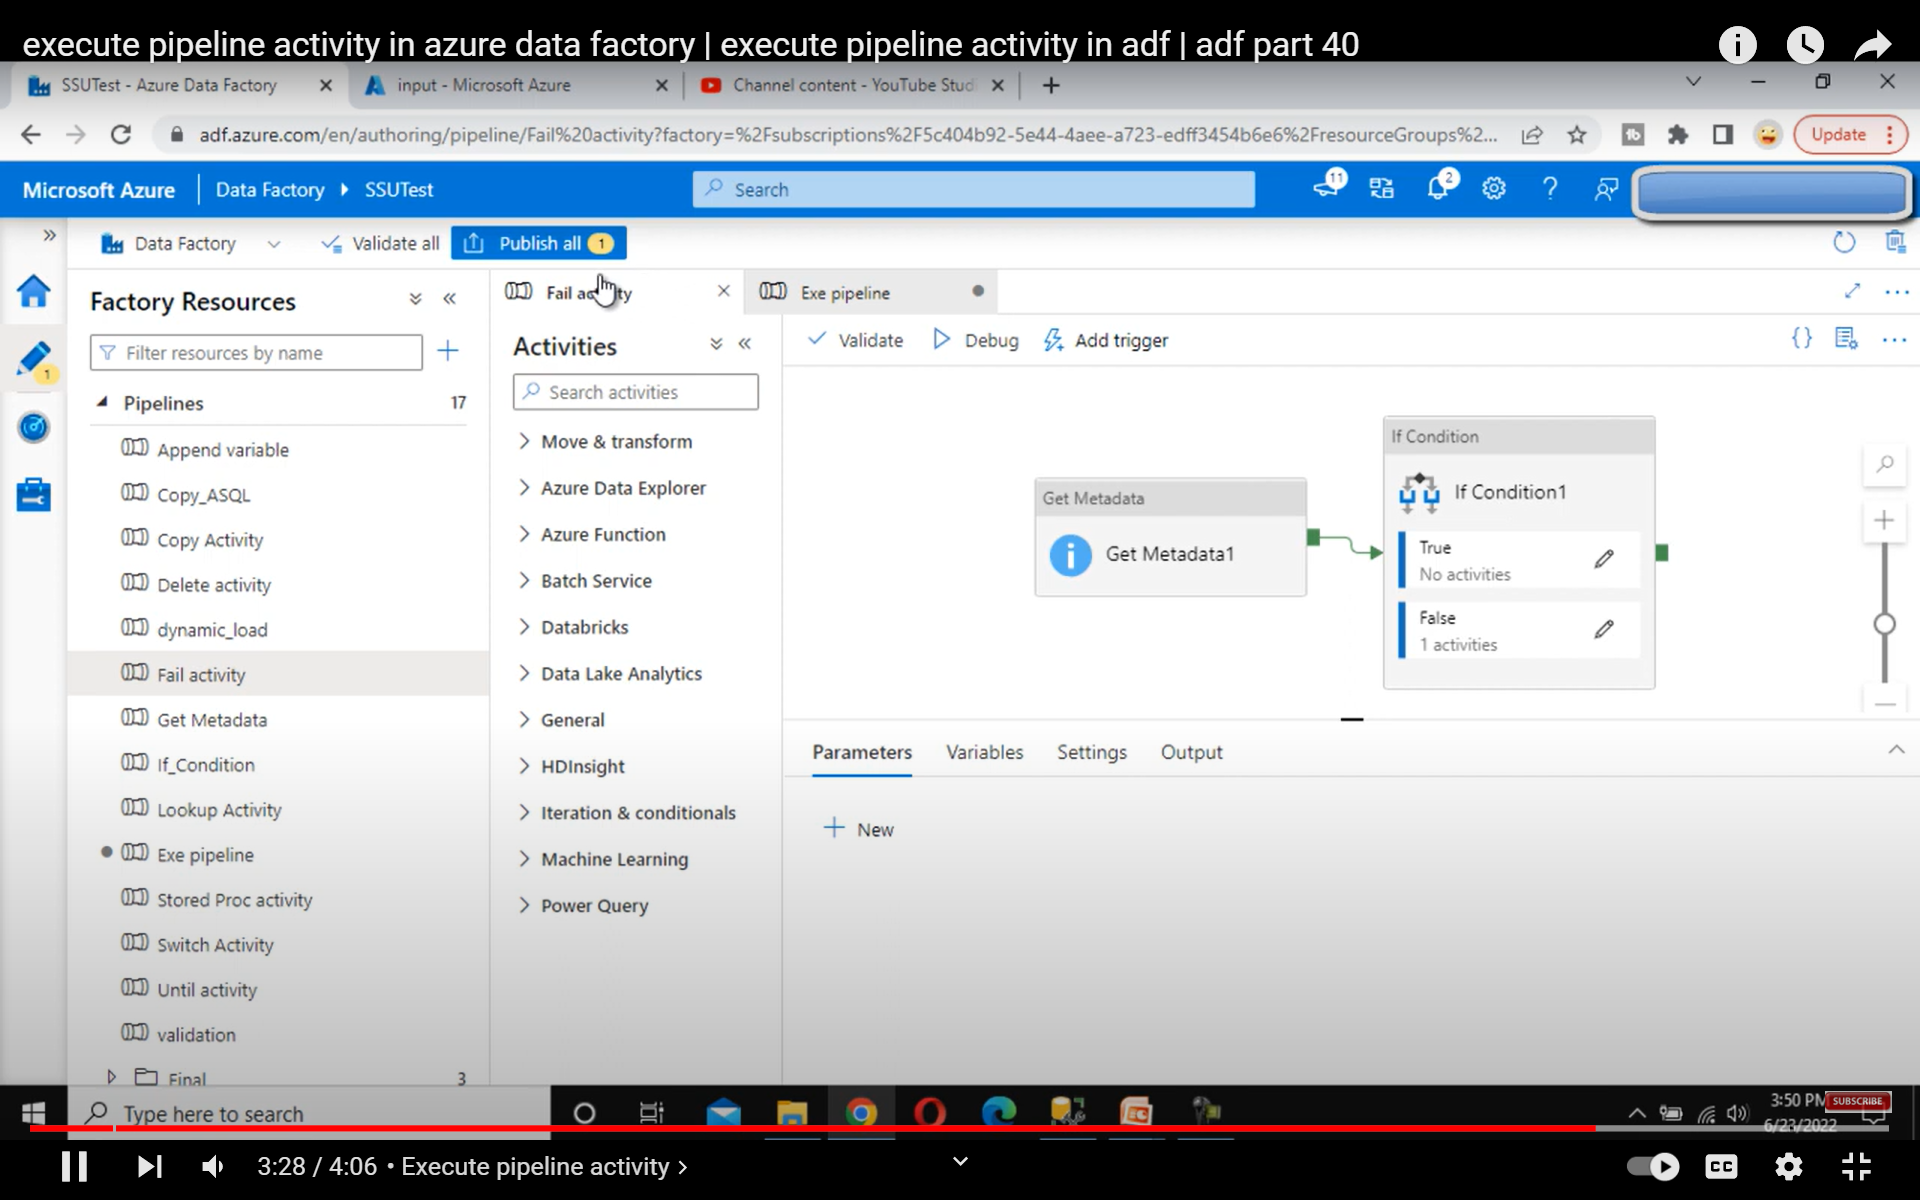 execute pipeline activity in azure data factory | execute pipeline activity in adf | adf part 40
SSUTest - Azure Data Factory
input - Microsoft Azure
Channel content - YouTube Studi
adf.azure.com/en/authoring/pipeline/Fail%20activity?factory=%2Fsubscriptions%2F5c404b92-5e44-4aee-a723-edff3454b6e6%2FresourceGroups%2...
Update
Microsoft Azure
Data Factory
SSUTest
Search
11
2
Data Factory
Validate all
Publish all 1
Factory Resources
Filter resources by name
1
Pipelines 17
Append variable
Copy_ASQL
Copy Activity
Delete activity
dynamic_load
Fail activity
Get Metadata
If_Condition
Lookup Activity
Exe pipeline
Stored Proc activity
Switch Activity
Until activity
validation
Final 3
Exe pipeline
Activities
Search activities
Move & transform
Azure Data Explorer
Azure Function
Batch Service
Databricks
Data Lake Analytics
General
HDInsight
Iteration & conditionals
Machine Learning
Power Query
Validate
Debug
Add trigger
{}
Get Metadata
Get Metadata1
If Condition
If Condition1
True
No activities
False
1 activities
Parameters Variables Settings Output
New
Type here to search
3:50 PM
6/23/2022
SUBSCRIBE
3:28 / 4:06 • Execute pipeline activity
CC